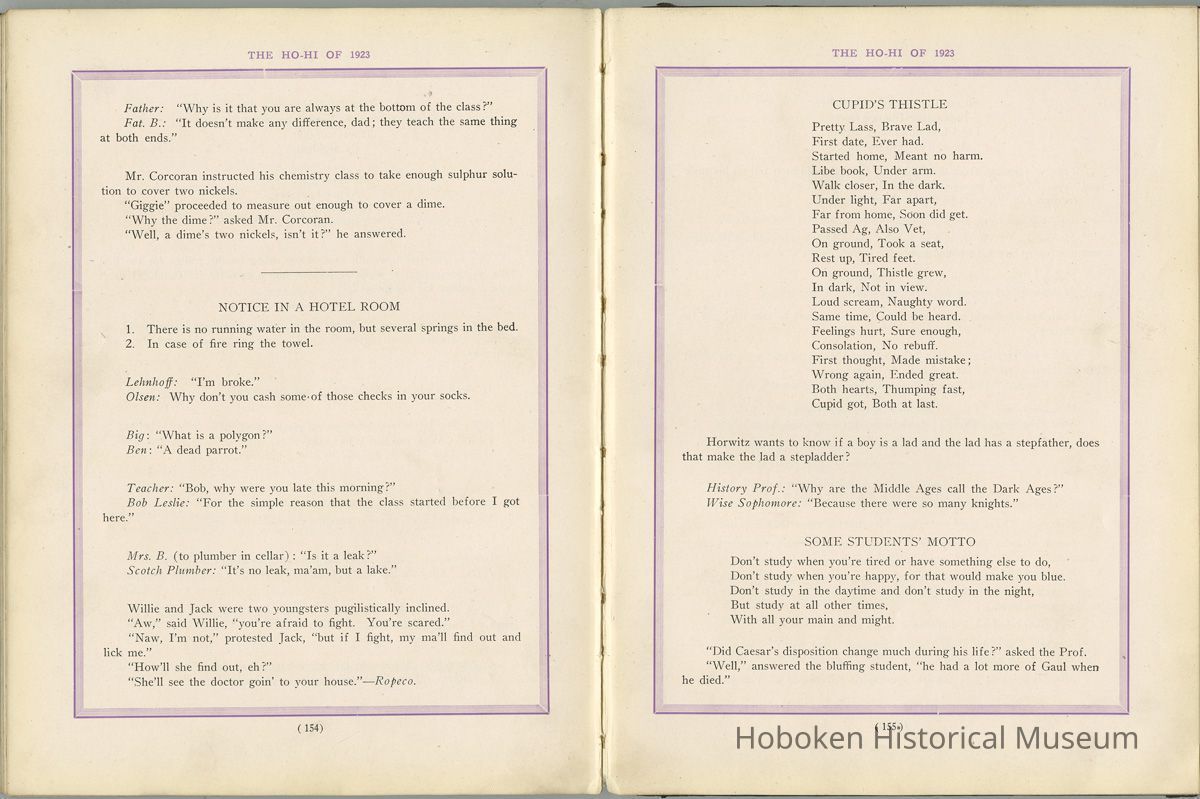 THE HO-HI OF 1923
Father: "Why is it that you are always at the bottom of the class?"
Fat. B.: "It doesn't make any difference, dad; they teach the same thing
at both ends."
Mr. Corcoran instructed his chemistry class to take enough sulphur solu-
tion to cover two nickels.
"Giggie" proceeded to measure out enough to cover a dime.
"Why the dime?" asked Mr. Corcoran.
"Well, a dime's two nickels, isn't it?" he answered.
NOTICE IN A HOTEL ROOM
1. There is no running water in the room, but several springs in the bed.
2. In case of fire ring the towel.
Lehnhoff: "I'm broke."
Olsen: Why don't you cash some of those checks in your socks.
Big: "What is a polygon?"
Ben: "A dead parrot."
Teacher: "Bob, why were you late this morning?"
Bob Leslie: "For the simple reason that the class started before I got
here."
Mrs. B. (to plumber in cellar): "Is it a leak?"
Scotch Plumber: "It's no leak, ma'am, but a lake."
Willie and Jack were two youngsters pugilistically inclined.
"Aw," said Willie, "you're afraid to fight. You're scared."
"Naw, I'm not," protested Jack, "but if I fight, my ma'll find out and
lick me."
"How'll she find out, eh?"
"She'll see the doctor goin' to your house."—Ropeco.
(154)
THE HO-HI OF 1923
CUPID'S THISTLE
Pretty Lass, Brave Lad,
First date, Ever had.
Started home, Meant no harm.
Libe book, Under arm.
Walk closer, In the dark.
Under light, Far apart,
Far from home, Soon did get.
Passed Ag, Also Vet,
On ground, Took a seat,
Rest up, Tired feet.
On ground, Thistle grew,
In dark, Not in view.
Loud scream, Naughty word.
Same time, Could be heard.
Feelings hurt, Sure enough,
Consolation, No rebuff.
First thought, Made mistake;
Wrong again, Ended great.
Both hearts, Thumping fast,
Cupid got, Both at last.
Horwitz wants to know if a boy is a lad and the lad has a stepfather, does
that make the lad a stepladder?
History Prof.: "Why are the Middle Ages call the Dark Ages?"
Wise Sophomore: "Because there were so many knights."
SOME STUDENTS' MOTTO
Don't study when you're tired or have something else to do,
Don't study when you're happy, for that would make you blue.
Don't study in the daytime and don't study in the night,
But study at all other times,
With all your main and might.
"Did Caesar's disposition change much during his life?" asked the Prof.
"Well," answered the bluffing student, "he had a lot more of Gaul when
he died."
(155)
Hoboken Historical Museum